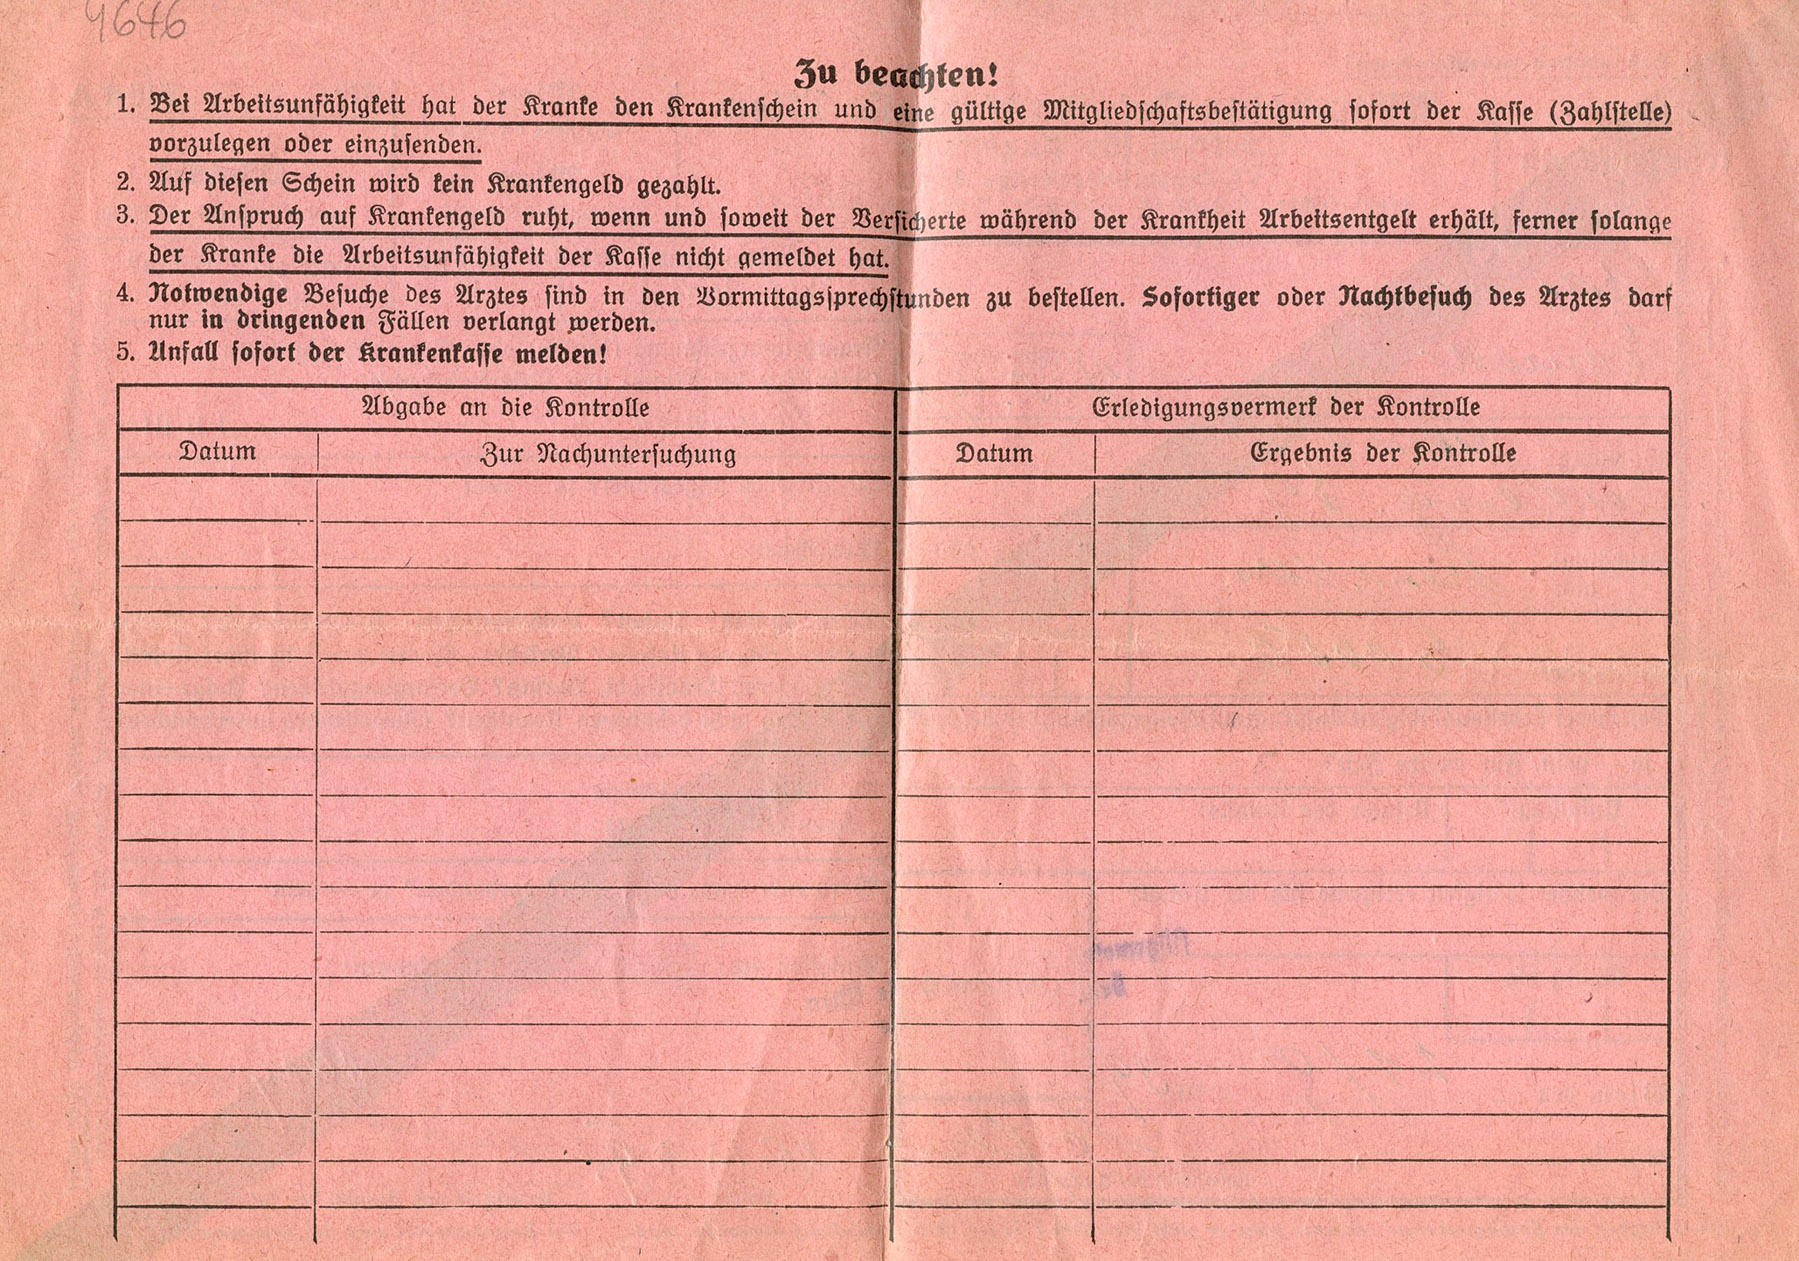 4646
Zu beachten!
1. Bei Arbeitsunfähigkeit hat der Kranke den Krankenschein und eine gültige Mitgliedschaftsbestätigung sofort der Kasse (Zahlstelle)
vorzulegen oder einzusenden.
2. Auf diesen Schein wird kein Krankengeld gezahlt.
3. Der Anspruch auf Krankengeld ruht, wenn und soweit der Versicherte während der Krankheit Arbeitsentgelt erhält, ferner solange
der Kranke die Arbeitsunfähigkeit der Kasse nicht gemeldet hat.
4. Notwendige Besuche des Arztes sind in den Vormittagssprechstunden zu bestellen. Sofortiger oder Nachtbesuch des Arztes darf
nur in dringenden Fällen verlangt werden.
5. Unfall sofort der Krankenkasse melden!
Abgabe an die Kontrolle Erledigungsvermerk der Kontrolle
Datum Zur Nachuntersuchung Datum Ergebnis der Kontrolle